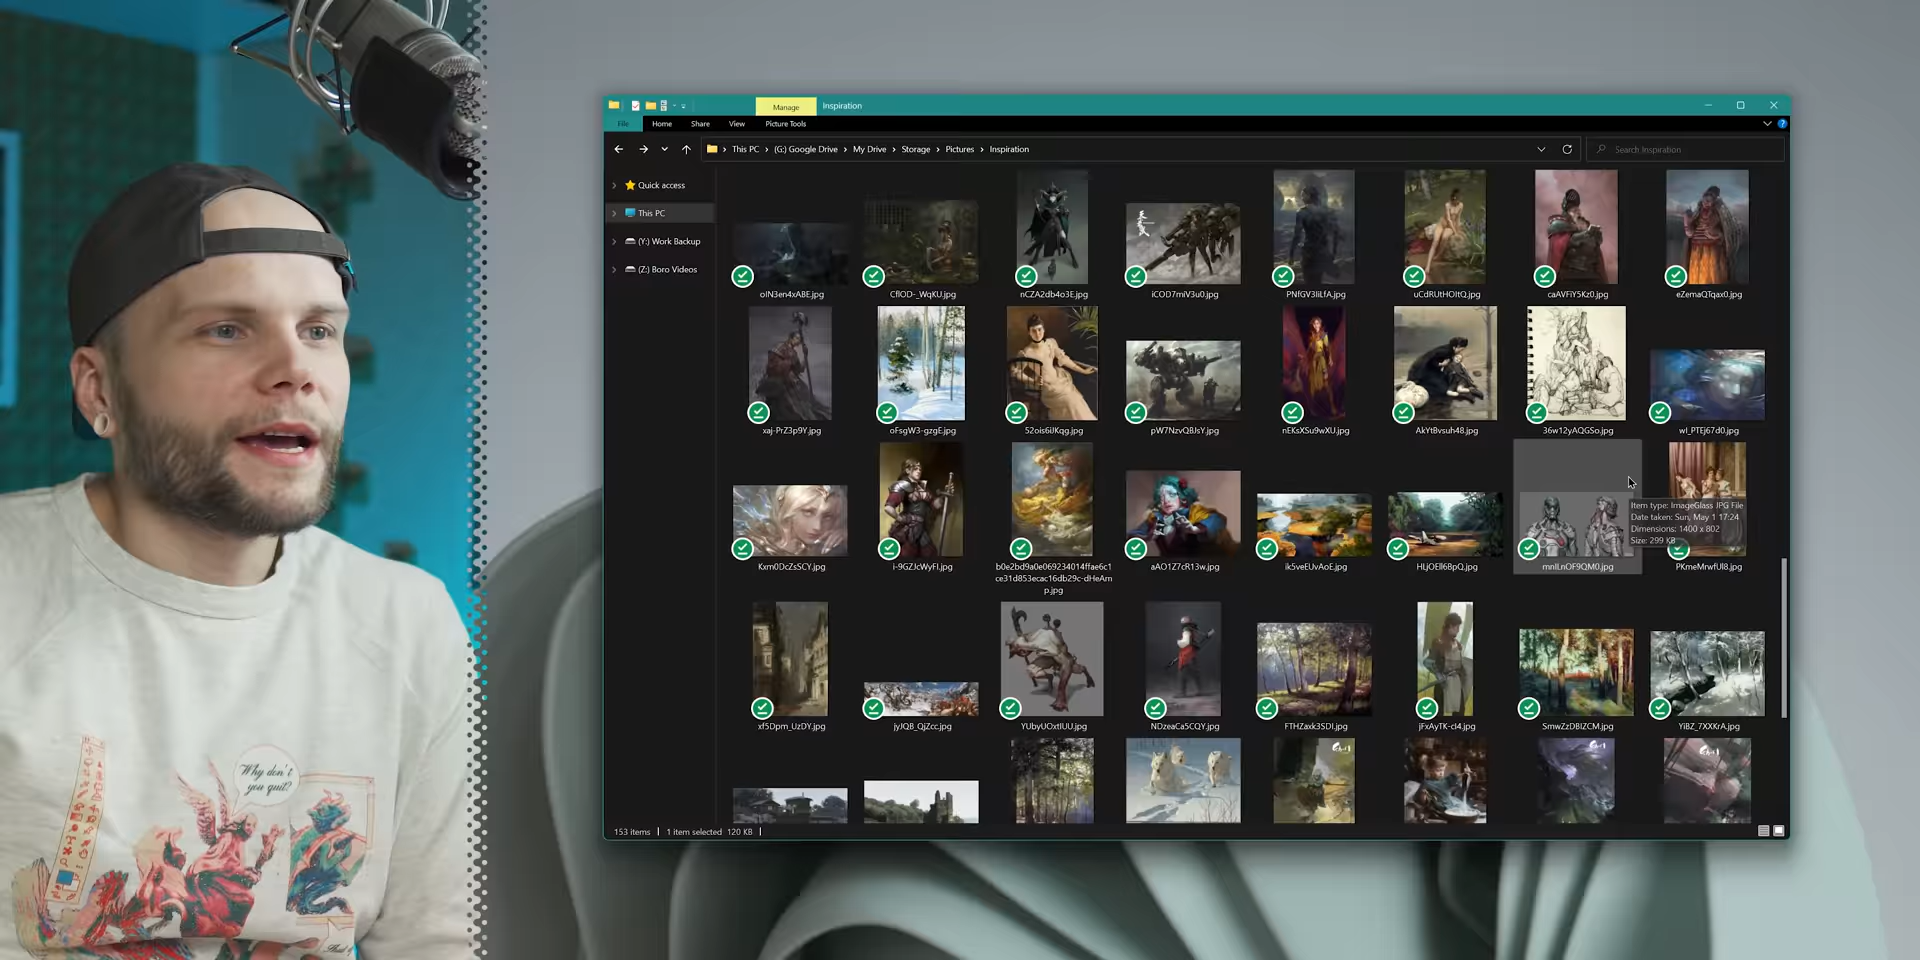 Manage
Inspiration
File
Home
Share
View
Picture Tools
This PC
(G:) Google Drive
My Drive
Storage
Pictures
Inspiration
Search Inspiration
Quick access
This PC
(Y:) Work Backup
(Z:) Boro Videos
oIN3en4xABE.jpg
CflOD-_WqKU.jpg
nCZA2db4o3E.jpg
iCOD7miV3u0.jpg
PNfGV3liLfA.jpg
uCdRUtHOItQ.jpg
caAVFiY5Kz0.jpg
eZemaQTqax0.jpg
xaj-PrZ3p9Y.jpg
oFsgW3-gzgE.jpg
52ois6iJKqg.jpg
pW7NzvQBJsY.jpg
nEKsXSu9wXU.jpg
AkYtBvsuh48.jpg
36w12yAQGSo.jpg
wl_PTEj67d0.jpg
Kxm0DcZsSCY.jpg
i-9GZJcWyFI.jpg
b0e2bd9a0e069234014ffae6c1
ce31d853ecac16db29c-dHeAm
p.jpg
aAO1Z7cR13w.jpg
ik5veEUvAoE.jpg
HLjOEll6BpQ.jpg
mnlLnOF9QM0.jpg
PKmeMrwfUI8.jpg
Item type: ImageGlass JPG File
Date taken: Sun, May 1 17:24
Dimensions: 1400 x 802
Size: 299 KB
xf5Dpm_UzDY.jpg
jyJQB_QjZcc.jpg
YUbyUOxtIUU.jpg
NDzeaCa5CQY.jpg
FTHZaxk3SDI.jpg
jFxAyTK-cI4.jpg
SmwZzDBIZCM.jpg
YiBZ_7XXKrA.jpg
153 items
1 item selected
120 KB
Why don't
you quit?